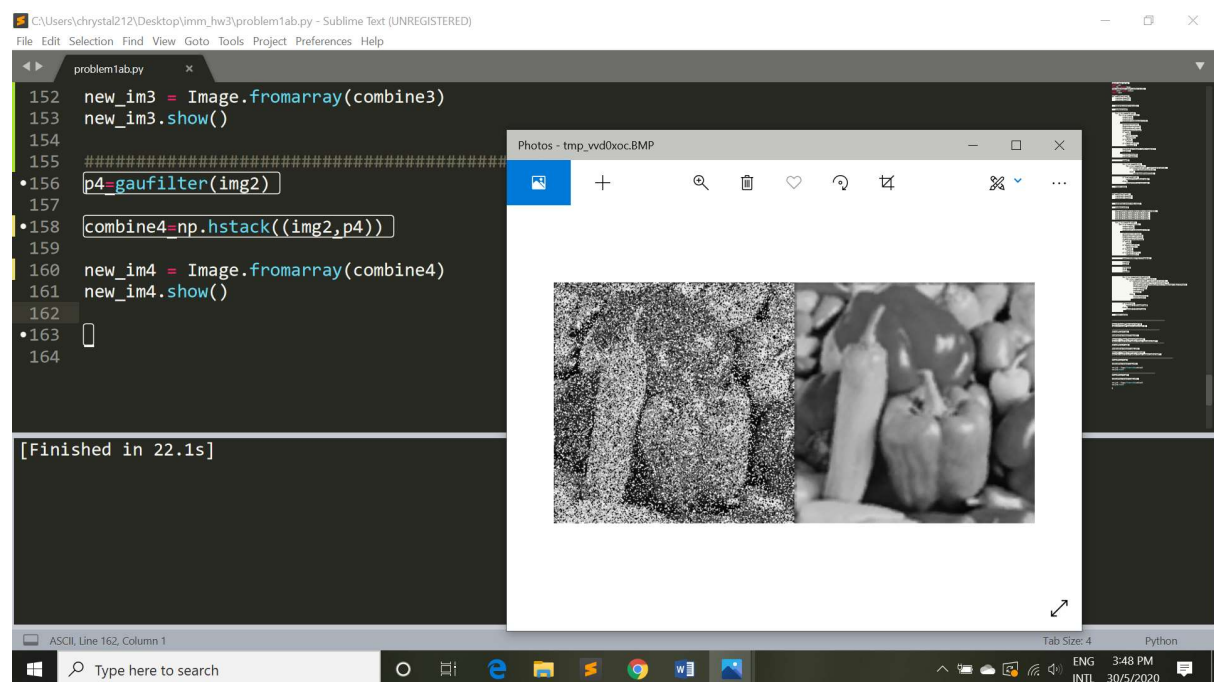 C:\Users\chrystal212\Desktop\imm_hw3\problem1ab.py - Sublime Text (UNREGISTERED)
File Edit Selection Find View Goto Tools Project Preferences Help
problem1ab.py
152 new_im3 = Image.fromarray(combine3)
153 new_im3.show()
154
155 #########################################
156 p4=gaufilter(img2)
157
158 combine4=np.hstack((img2,p4))
159
160 new_im4 = Image.fromarray(combine4)
161 new_im4.show()
162
163
164
Photos - tmp_vvd0xoc.BMP
[Finished in 22.1s]
ASCII, Line 162, Column 1
Tab Size: 4 Python
Type here to search
ENG 3:48 PM
INTL 30/5/2020